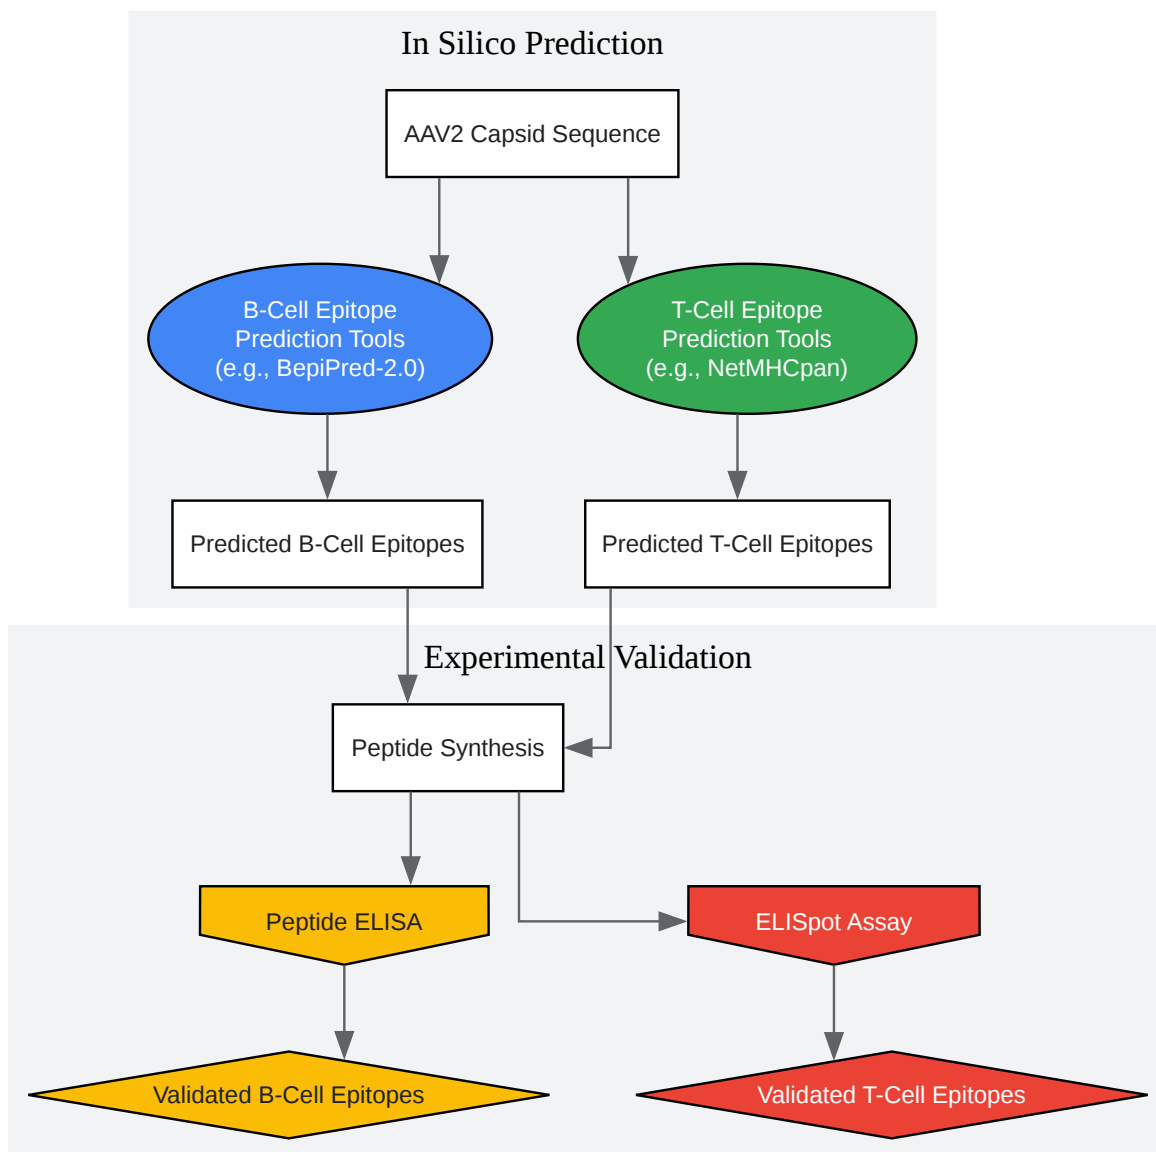 In Silico Prediction
AAV2 Capsid Sequence
B-Cell Epitope
Prediction Tools
(e.g., BepiPred-2.0)
T-Cell Epitope
Prediction Tools
(e.g., NetMHCpan)
Predicted B-Cell Epitopes
Predicted T-Cell Epitopes
Experimental Validation
Peptide Synthesis
Peptide ELISA
ELISpot Assay
Validated B-Cell Epitopes
Validated T-Cell Epitopes